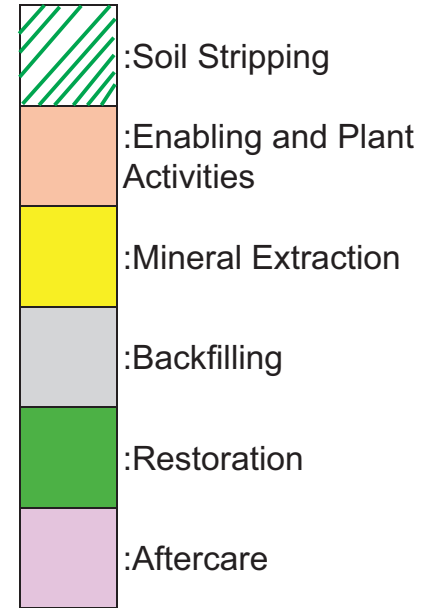 :Soil Stripping
:Enabling and Plant
Activities
:Mineral Extraction
:Backfilling
:Restoration
:Aftercare